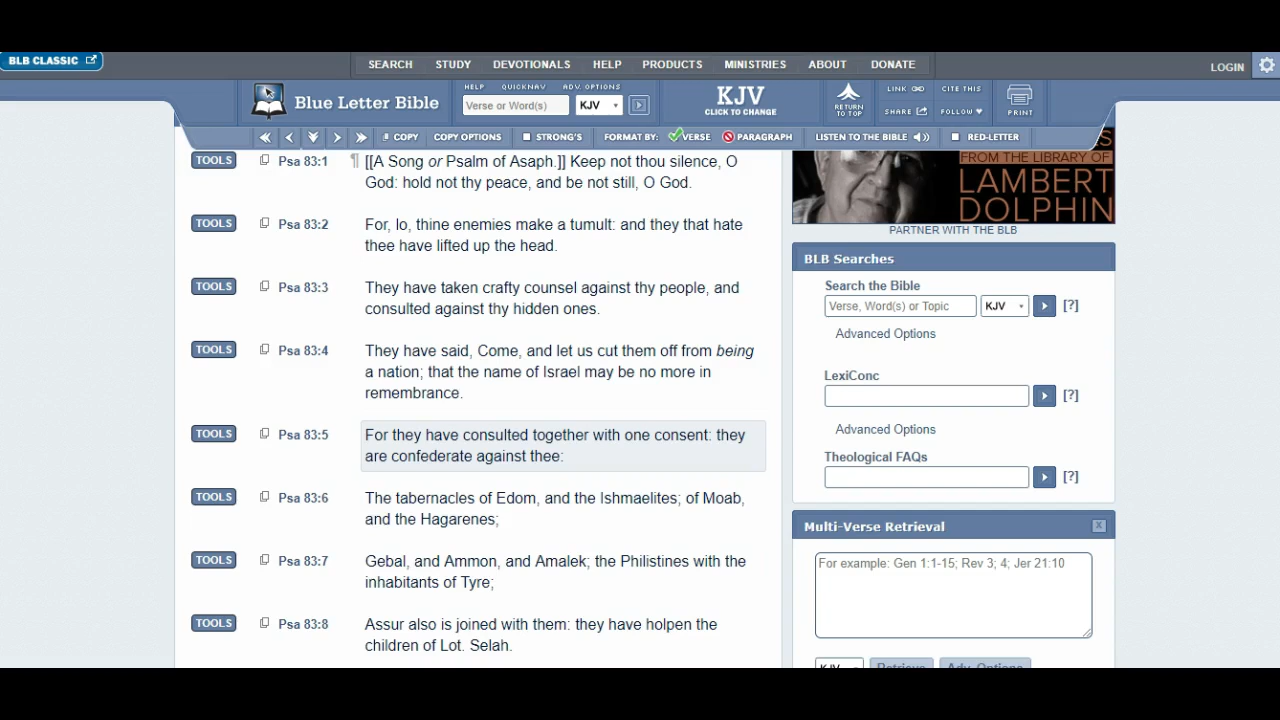 BLB CLASSIC
SEARCH STUDY DEVOTIONALS HELP PRODUCTS MINISTRIES ABOUT DONATE
LOGIN
Blue Letter Bible
HELP QUICKNAV ADV. OPTIONS
Verse or Word(s) KJV
KJV
CLICK TO CHANGE
RETURN
TO TOP
LINK CITE THIS
SHARE FOLLOW
PRINT
COPY COPY OPTIONS STRONG'S FORMAT BY: VERSE PARAGRAPH LISTEN TO THE BIBLE RED-LETTER
TOOLS Psa 83:1 ¶ [[A Song or Psalm of Asaph.]] Keep not thou silence, O
God: hold not thy peace, and be not still, O God.
TOOLS Psa 83:2 For, lo, thine enemies make a tumult: and they that hate
thee have lifted up the head.
TOOLS Psa 83:3 They have taken crafty counsel against thy people, and
consulted against thy hidden ones.
TOOLS Psa 83:4 They have said, Come, and let us cut them off from being
a nation; that the name of Israel may be no more in
remembrance.
TOOLS Psa 83:5 For they have consulted together with one consent: they
are confederate against thee:
TOOLS Psa 83:6 The tabernacles of Edom, and the Ishmaelites; of Moab,
and the Hagarenes;
TOOLS Psa 83:7 Gebal, and Ammon, and Amalek; the Philistines with the
inhabitants of Tyre;
TOOLS Psa 83:8 Assur also is joined with them: they have holpen the
children of Lot. Selah.
FROM THE LIBRARY OF
LAMBERT
DOLPHIN
PARTNER WITH THE BLB
BLB Searches
Search the Bible
Verse, Word(s) or Topic KJV [?]
Advanced Options
LexiConc
[?]
Advanced Options
Theological FAQs
[?]
Multi-Verse Retrieval X
For example: Gen 1:1-15; Rev 3; 4; Jer 21:10
KJV Retrieve Adv. Options